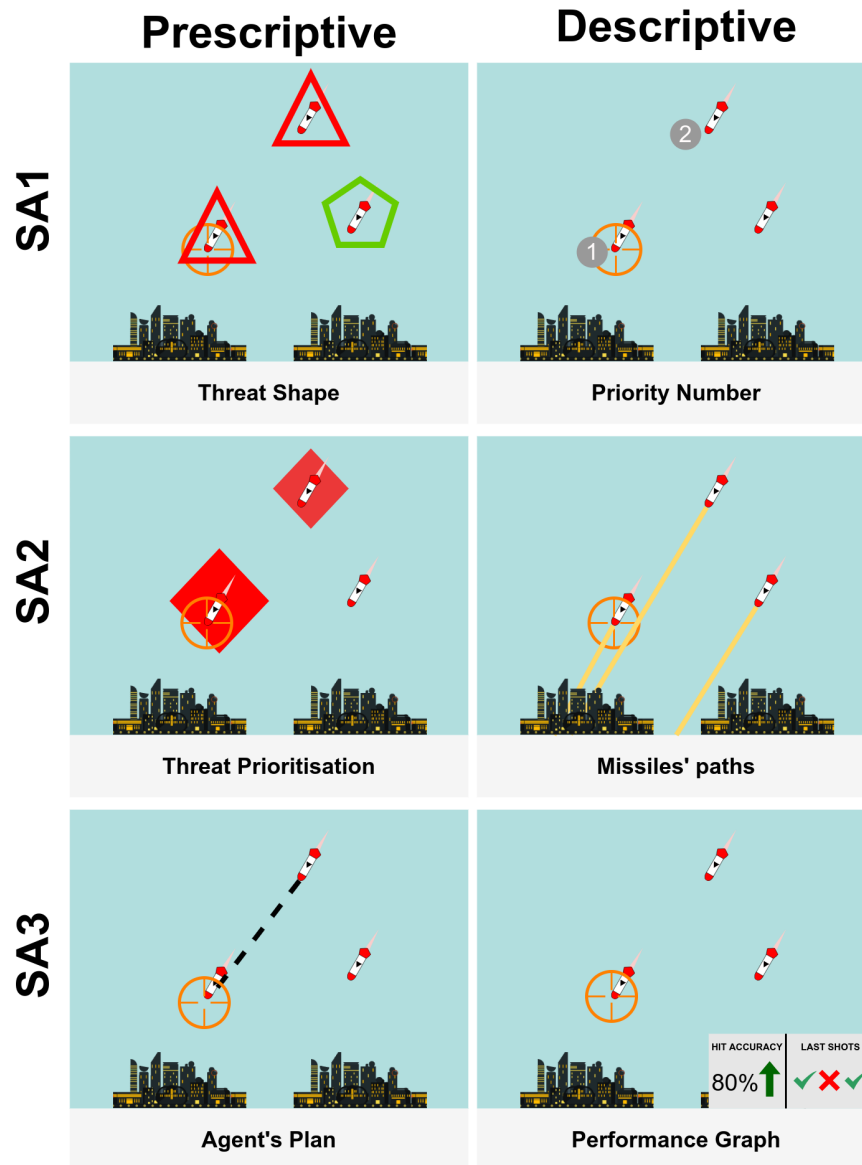 Prescriptive
Descriptive
SA1
2
1
Threat Shape
Priority Number
SA2
Threat Prioritisation
Missiles' paths
SA3
HIT ACCURACY
LAST SHOTS
80%
Agent's Plan
Performance Graph